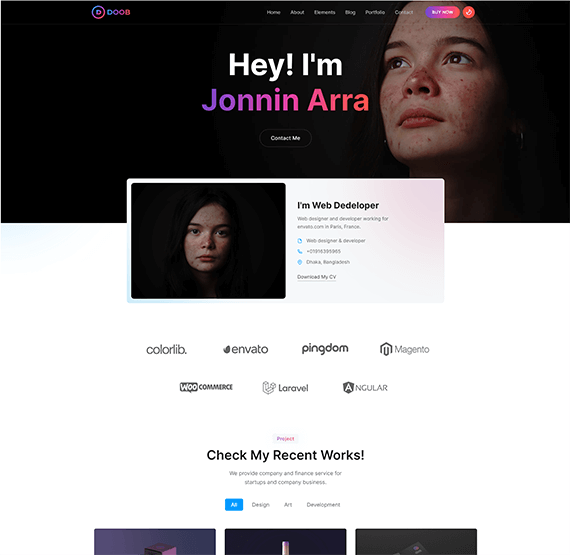 DOOB
Home About Elements Blog Portfolio Contact BUY NOW
Hey! I'm
Jonnin Arra
Contact Me
I'm Web Dedeloper
Web designer and developer working for
envato.com in Paris, France.
Web designer & developer
+01916395965
Dhaka, Bangladesh
Download My CV
colorlib.
envato
pingdom
Magento
WOO COMMERCE
Laravel
ANGULAR
Project
Check My Recent Works!
We provide company and finance service for
startups and company business.
All Design Art Development